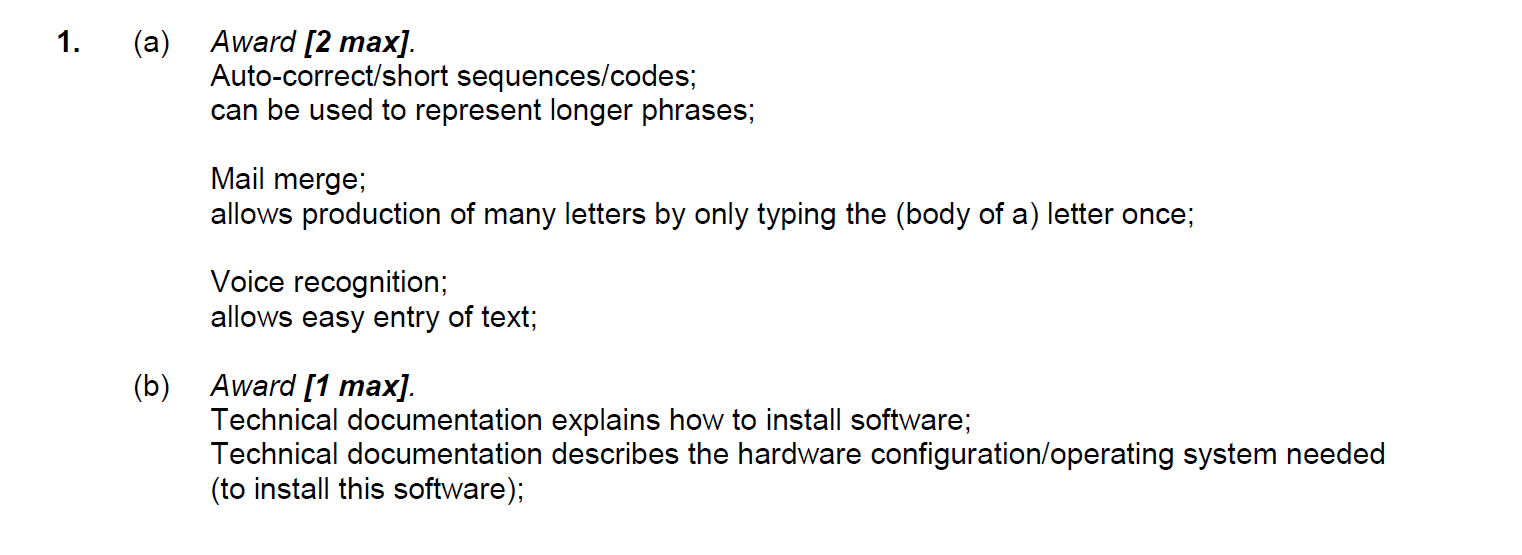 1. (a) Award [2 max].
Auto-correct/short sequences/codes;
can be used to represent longer phrases;
Mail merge;
allows production of many letters by only typing the (body of a) letter once;
Voice recognition;
allows easy entry of text;
(b) Award [1 max].
Technical documentation explains how to install software;
Technical documentation describes the hardware configuration/operating system needed
(to install this software);